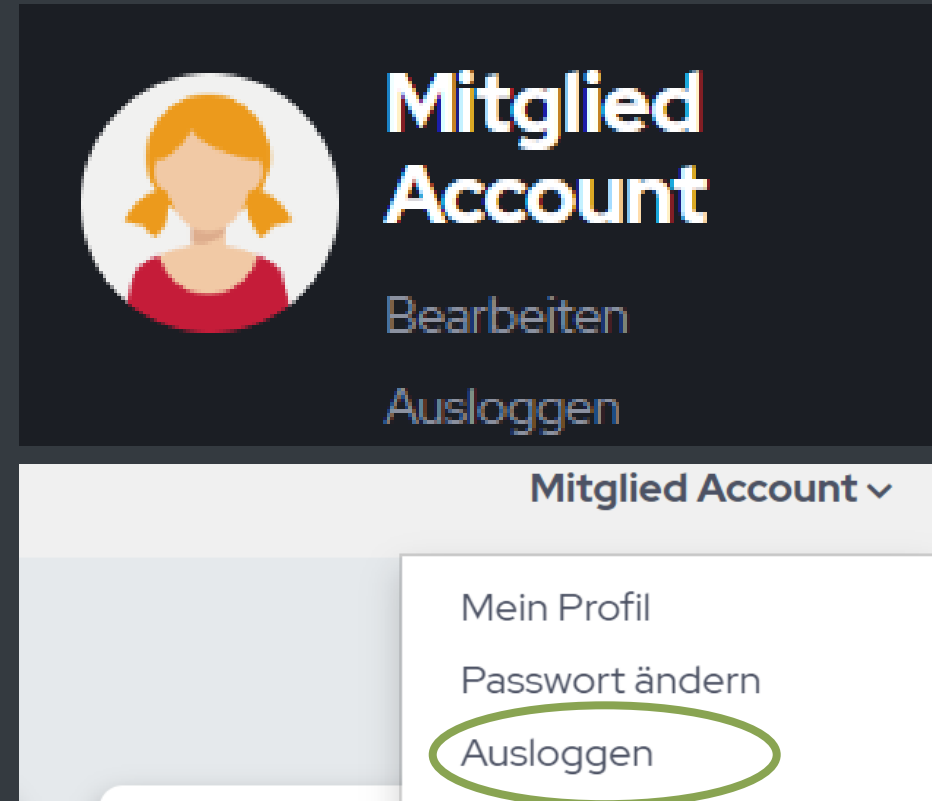 Mitglied
Account
Bearbeiten
Ausloggen
Mitglied Account
Mein Profil
Passwort ändern
Ausloggen